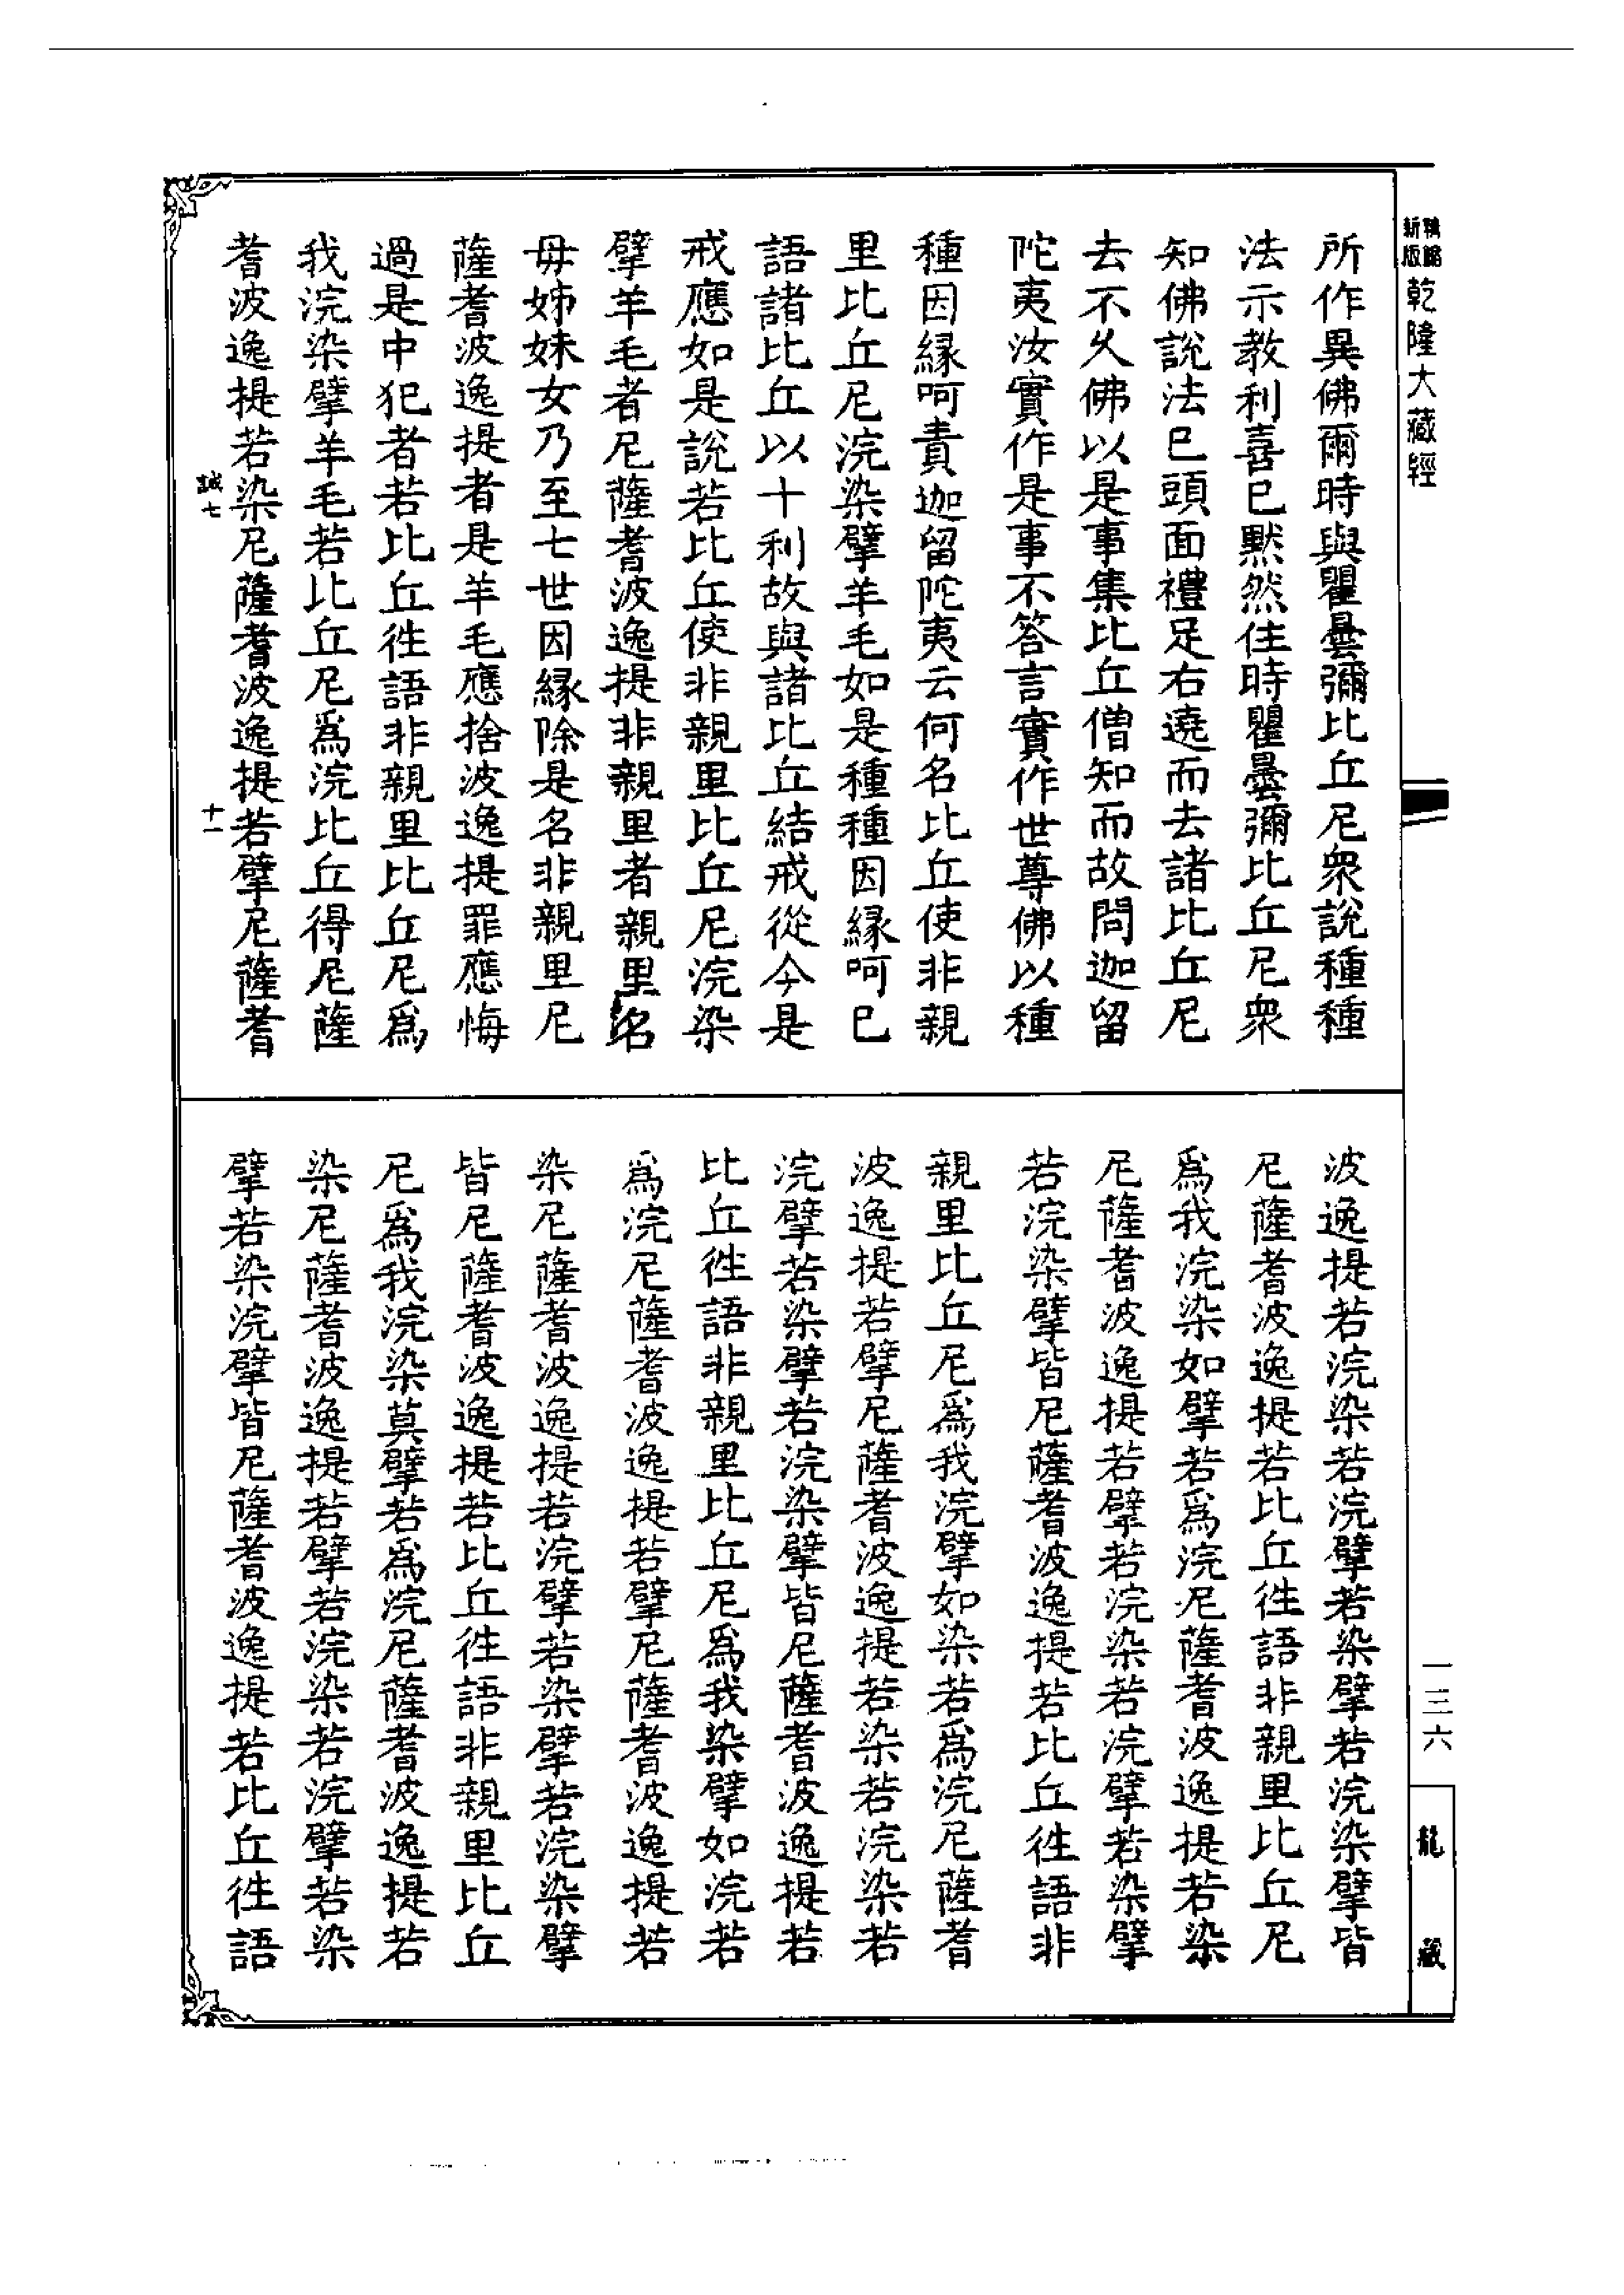 乾隆大藏經
所作異佛爾時與瞿曇彌比丘尼衆說種種
法示教利喜已默然住時瞿曇彌比丘尼衆
知佛說法已頭面禮足右遶而去諸比丘尼
去不久佛以是事集比丘僧知而故問迦留
陀夷汝實作是事不答言實作世尊佛以種
種因緣呵責迦留陀夷云何名比丘使非親
里比丘尼浣染擘羊毛如是種種因緣呵已
語諸比丘以十利故與諸比丘結戒從今是
戒應如是說若比丘使非親里比丘尼浣染
擘羊毛者尼薩耆波逸提非親里者親里名
母姊妹女乃至七世因緣除是名非親里尼
薩耆波逸提者是羊毛應捨波逸提罪應悔
過是中犯者若比丘徃語非親里比丘尼爲
我浣染擘羊毛若比丘尼爲浣比丘得尼薩
耆波逸提若染尼薩耆波逸提若擘尼薩耆
誠七
十一
波逸提若浣染若浣擘若染擘若浣染擘皆
尼薩耆波逸提若比丘徃語非親里比丘尼
爲我浣染如擘若爲浣尼薩耆波逸提若染
尼薩耆波逸提若擘若浣染若浣擘若染擘
若浣染擘皆尼薩耆波逸提若比丘徃語非
親里比丘尼爲我浣擘如染若爲浣尼薩耆
波逸提若擘尼薩耆波逸提若染若浣染若
浣擘若染擘若浣染擘皆尼薩耆波逸提若
比丘徃語非親里比丘尼爲我染擘如浣若
爲浣尼薩耆波逸提若擘尼薩耆波逸提若
染尼薩耆波逸提若浣擘若染擘若浣染擘
皆尼薩耆波逸提若比丘徃語非親里比丘
尼爲我浣染莫擘若爲浣尼薩耆波逸提若
染尼薩耆波逸提若擘若浣染若浣擘若染
擘若染浣擘皆尼薩耆波逸提若比丘徃語
一三六
龍藏